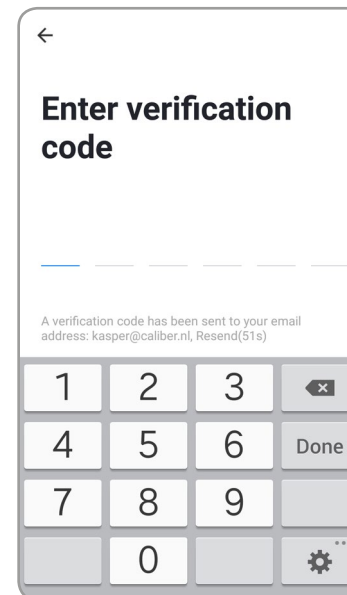 Enter verification
code
A verification code has been sent to your email
address: kasper@caliber.nl, Resend(51s)
1 2 3
4 5 6 Done
7 8 9
0